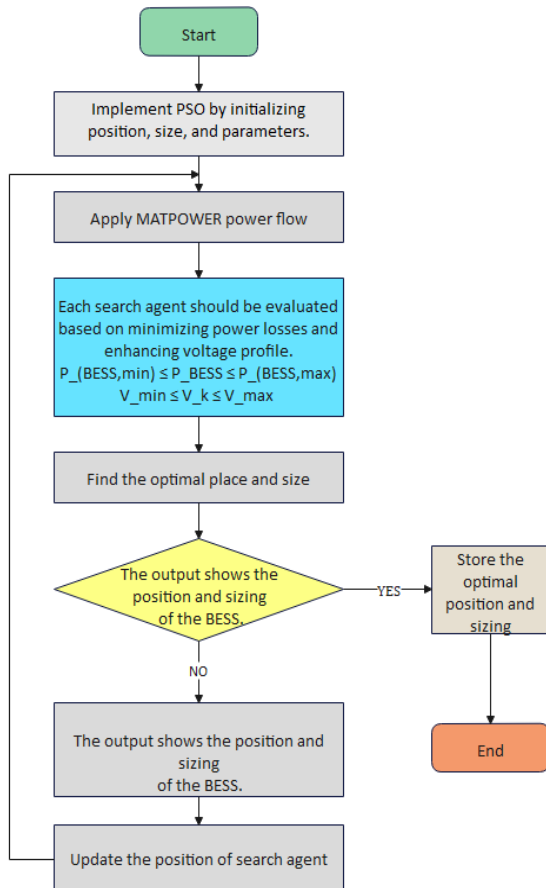 Start
Implement PSO by initializing
position, size, and parameters.
Apply MATPOWER power flow
Each search agent should be evaluated
based on minimizing power losses and
enhancing voltage profile.
P_(BESS,min) ≤ P_BESS ≤ P_(BESS,max)
V_min ≤ V_k ≤ V_max
Find the optimal place and size
The output shows the
position and sizing
of the BESS.
YES
Store the
optimal
position and
sizing
End
NO
The output shows the position and
sizing
of the BESS.
Update the position of search agent